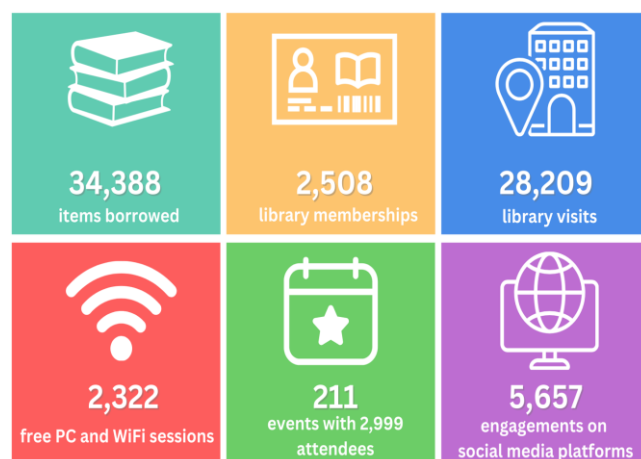 34,388
items borrowed
2,508
library memberships
28,209
library visits
2,322
free PC and WiFi sessions
211
events with 2,999
attendees
5,657
engagements on
social media platforms